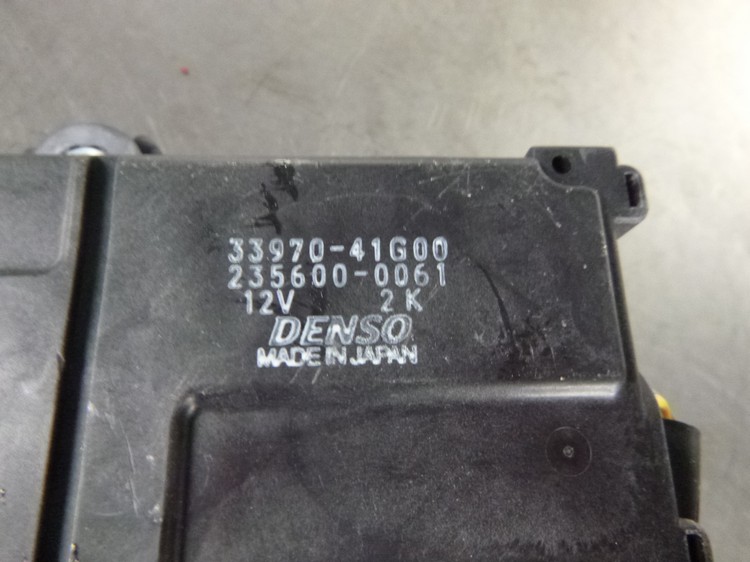 33970-41G00
235600-0061
12V 2K
DENSO
MADE IN JAPAN